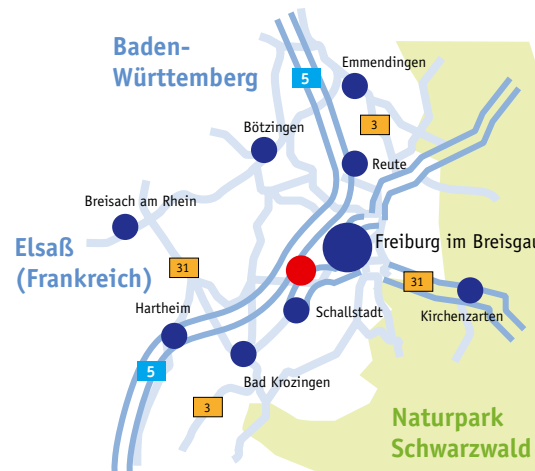 Baden-
Württemberg
Emmendingen
5
3
Bötzingen
Reute
Breisach am Rhein
Freiburg im Breisgau
Elsaß
(Frankreich)
31
31
Hartheim
Schallstadt
Kirchenzarten
5
Bad Krozingen
3
Naturpark
Schwarzwald